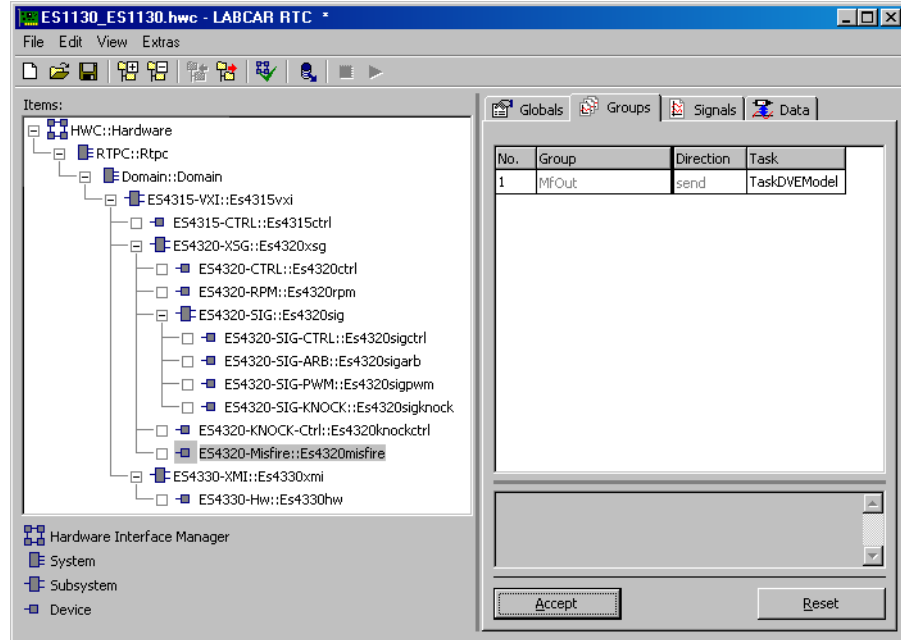 ES1130_ES1130.hwc - LABCAR RTC *
File Edit View Extras
Items:
HWC::Hardware
RTPC::Rtpc
Domain::Domain
ES4315-VXI::Es4315vxi
ES4315-CTRL::Es4315ctrl
ES4320-XSG::Es4320xsg
ES4320-CTRL::Es4320ctrl
ES4320-RPM::Es4320rpm
ES4320-SIG::Es4320sig
ES4320-SIG-CTRL::Es4320sigctrl
ES4320-SIG-ARB::Es4320sigarb
ES4320-SIG-PWM::Es4320sigpwm
ES4320-SIG-KNOCK::Es4320sigknock
ES4320-KNOCK-Ctrl::Es4320knockctrl
ES4320-Misfire::Es4320misfire
ES4330-XMI::Es4330xmi
ES4330-Hw::Es4330hw
Hardware Interface Manager
System
Subsystem
Device
Globals Groups Signals Data
No. Group Direction Task
1 MfOut send TaskDVEModel
Accept Reset